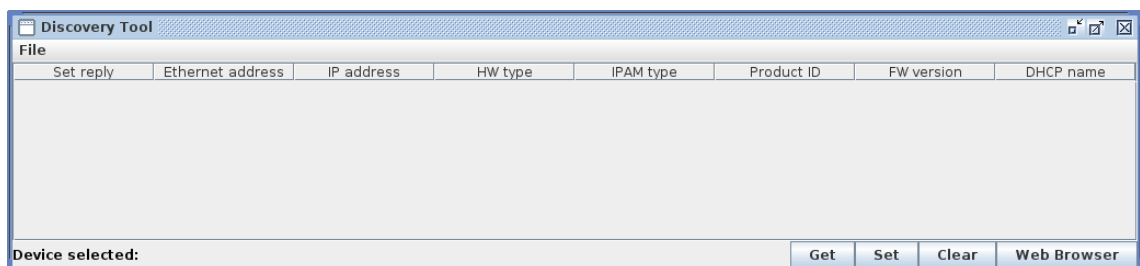 Discovery Tool
File
Set reply Ethernet address IP address HW type IPAM type Product ID FW version DHCP name
Device selected: Get Set Clear Web Browser